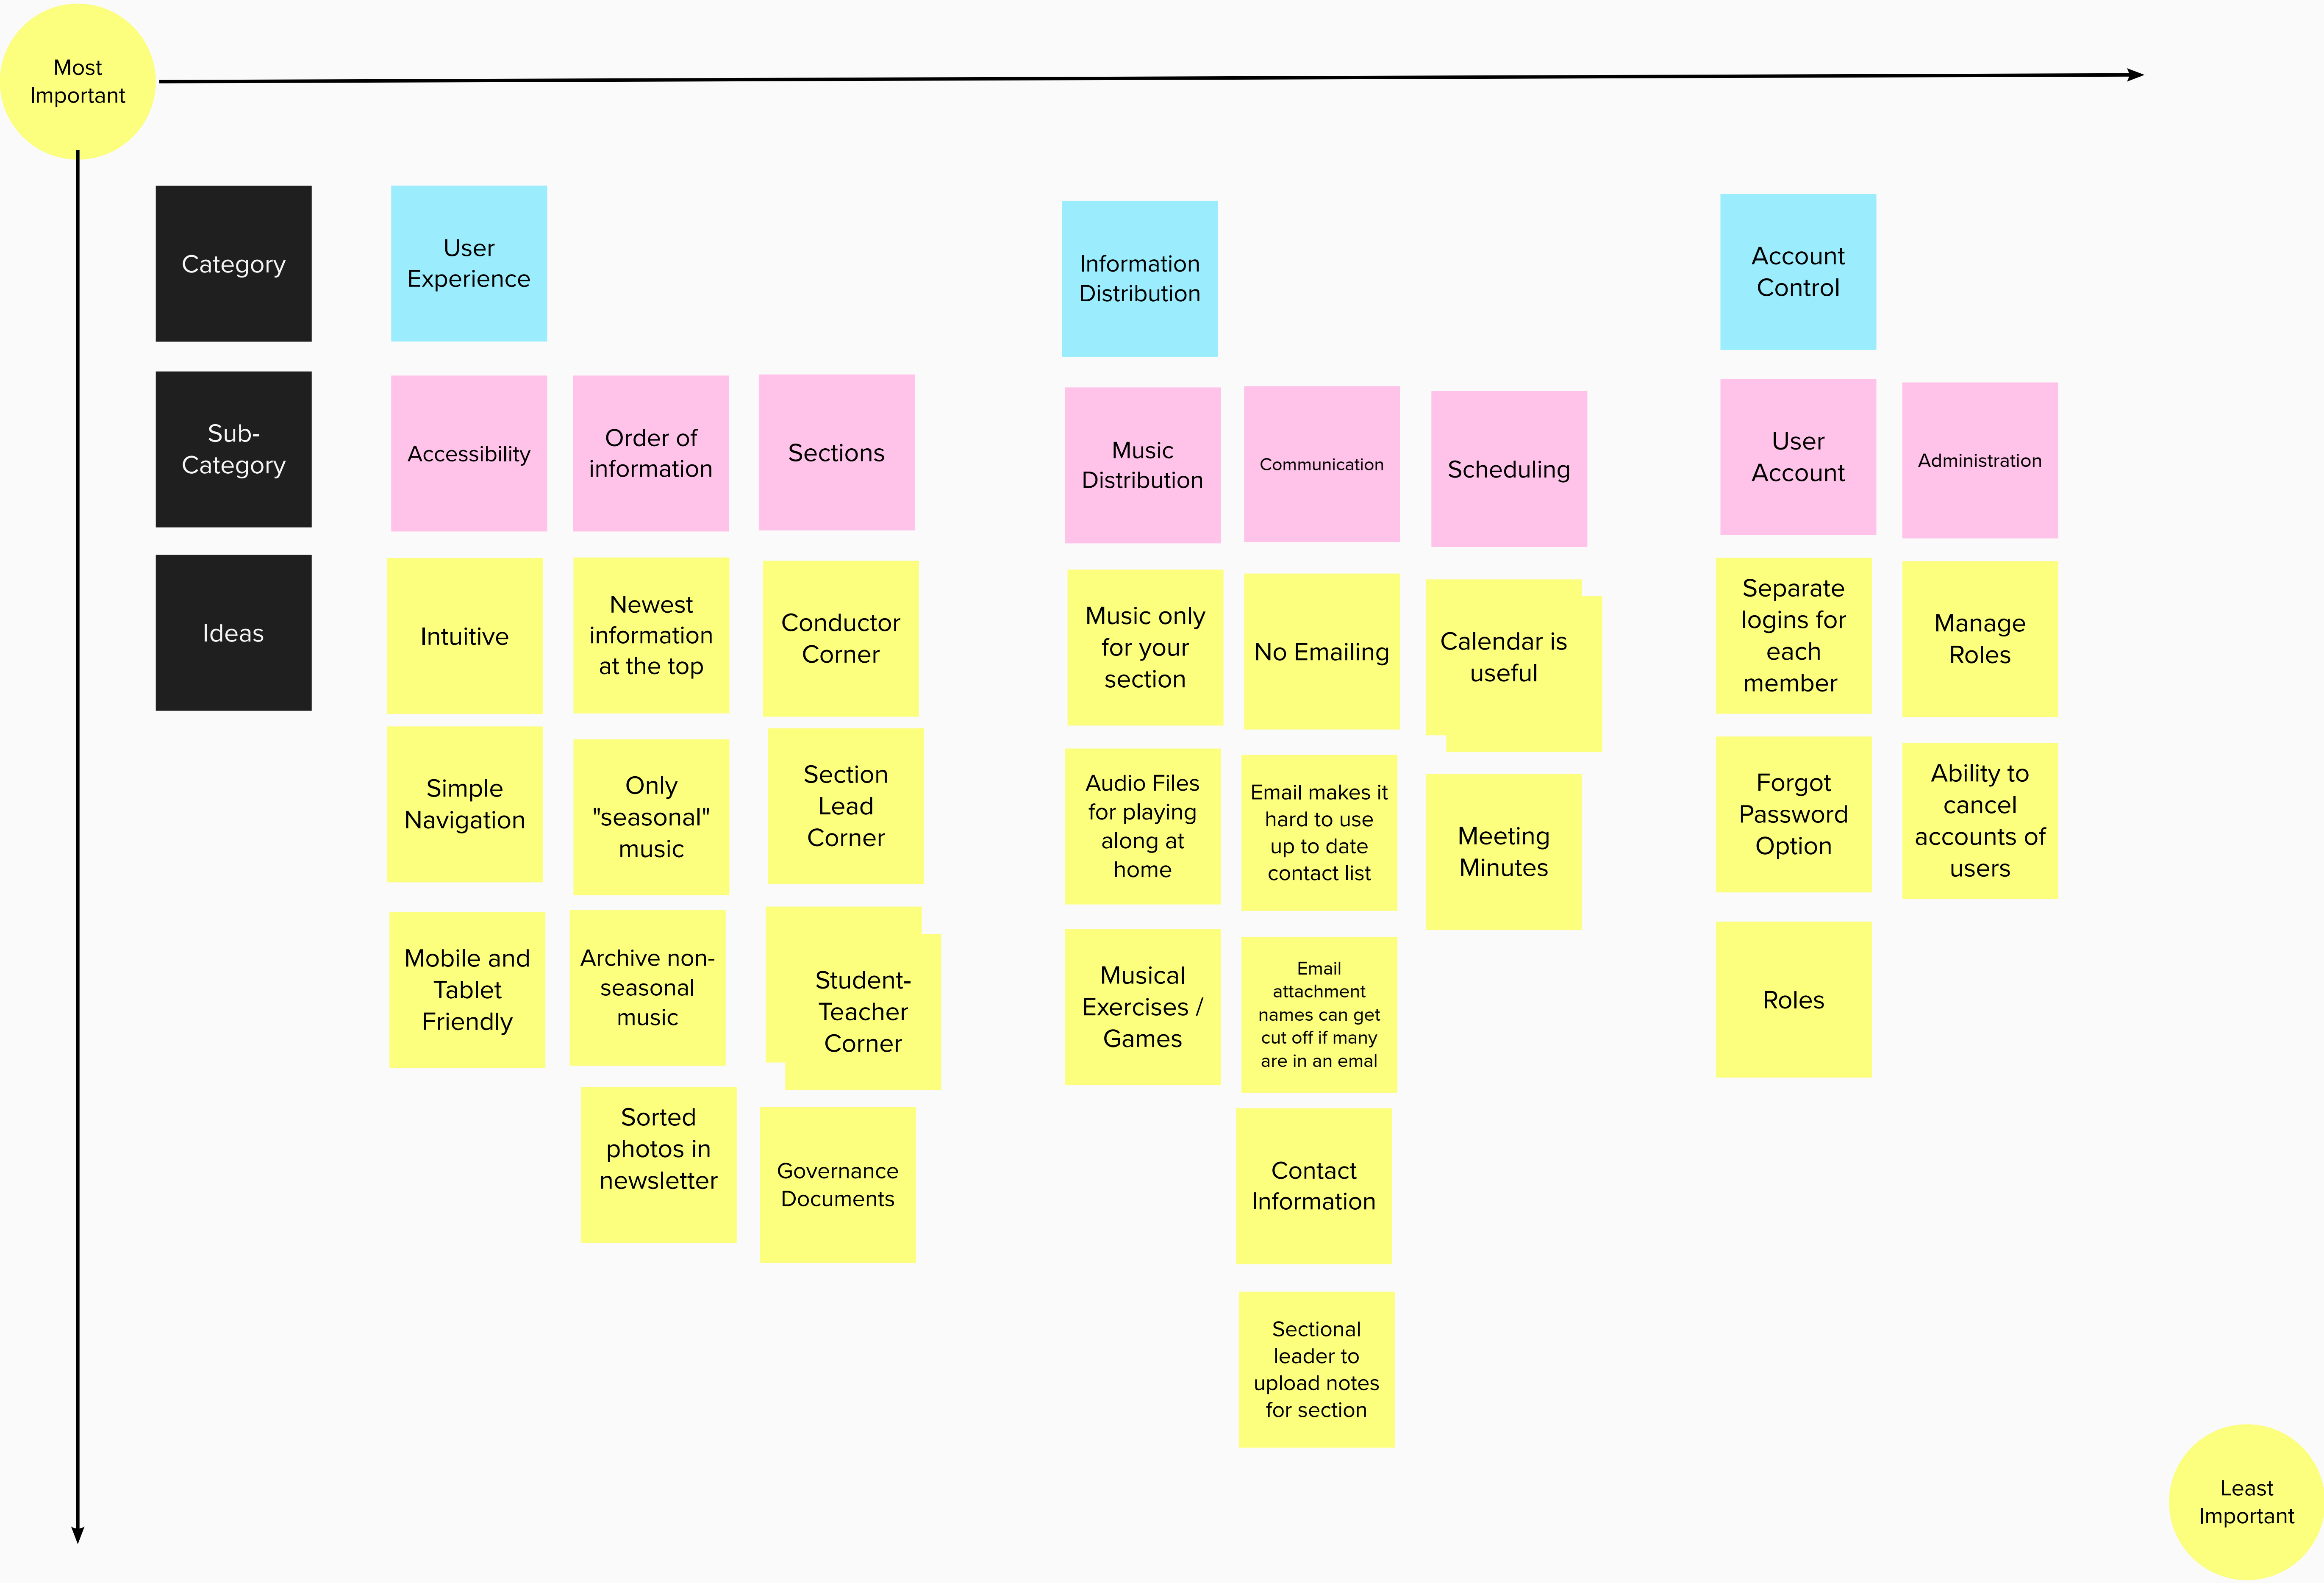 Most
Important
Category
User
Experience
Information
Distribution
Account
Control
Sub-
Category
Accessibility
Order of
information
Sections
Music
Distribution
Communication
Scheduling
User
Account
Administration
Ideas
Intuitive
Newest
information
at the top
Conductor
Corner
Music only
for your
section
No Emailing
Calendar is
useful
Separate
logins for
each
member
Manage
Roles
Simple
Navigation
Only
"seasonal"
music
Section
Lead
Corner
Audio Files
for playing
along at
home
Email makes it
hard to use
up to date
contact list
Meeting
Minutes
Forgot
Password
Option
Ability to
cancel
accounts of
users
Mobile and
Tablet
Friendly
Archive non-
seasonal
music
Student-
Teacher
Corner
Musical
Exercises /
Games
Email
attachment
names can get
cut off if many
are in an emal
Roles
Sorted
photos in
newsletter
Governance
Documents
Contact
Information
Sectional
leader to
upload notes
for section
Least
Important